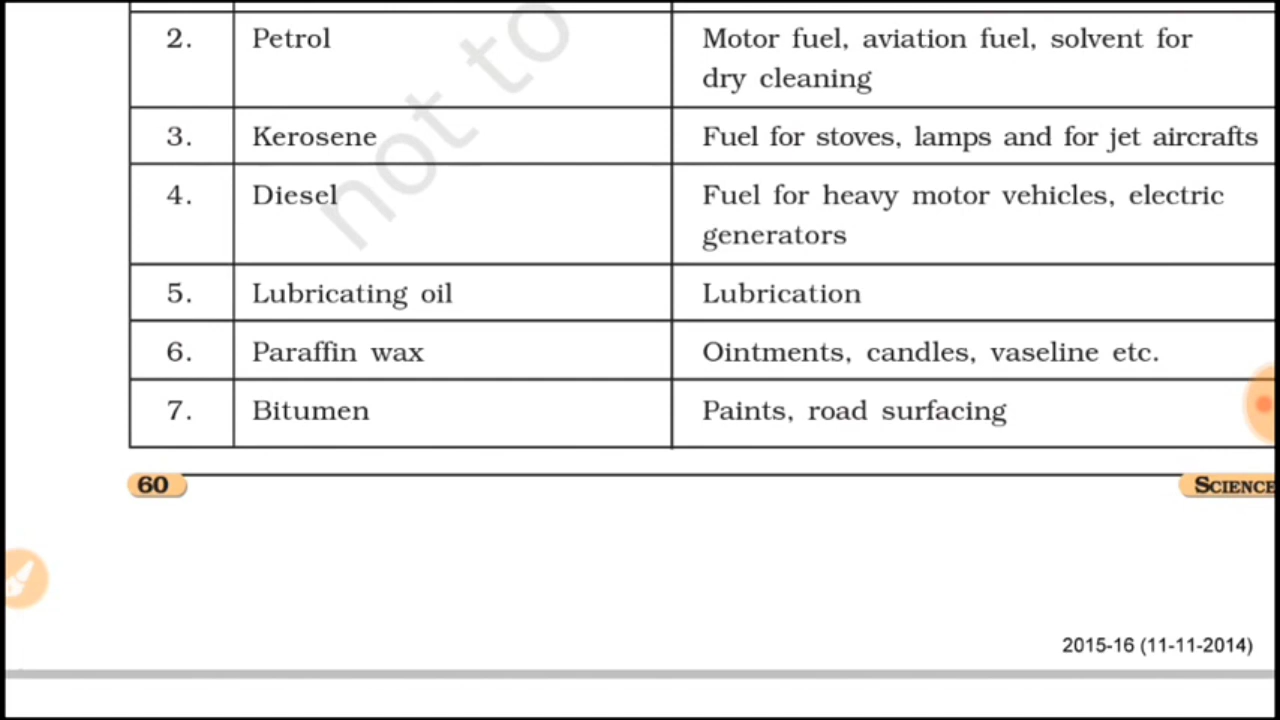 2. Petrol Motor fuel, aviation fuel, solvent for
dry cleaning
3. Kerosene Fuel for stoves, lamps and for jet aircrafts
4. Diesel Fuel for heavy motor vehicles, electric
generators
5. Lubricating oil Lubrication
6. Paraffin wax Ointments, candles, vaseline etc.
7. Bitumen Paints, road surfacing
not to
60 SCIENCE
2015-16 (11-11-2014)